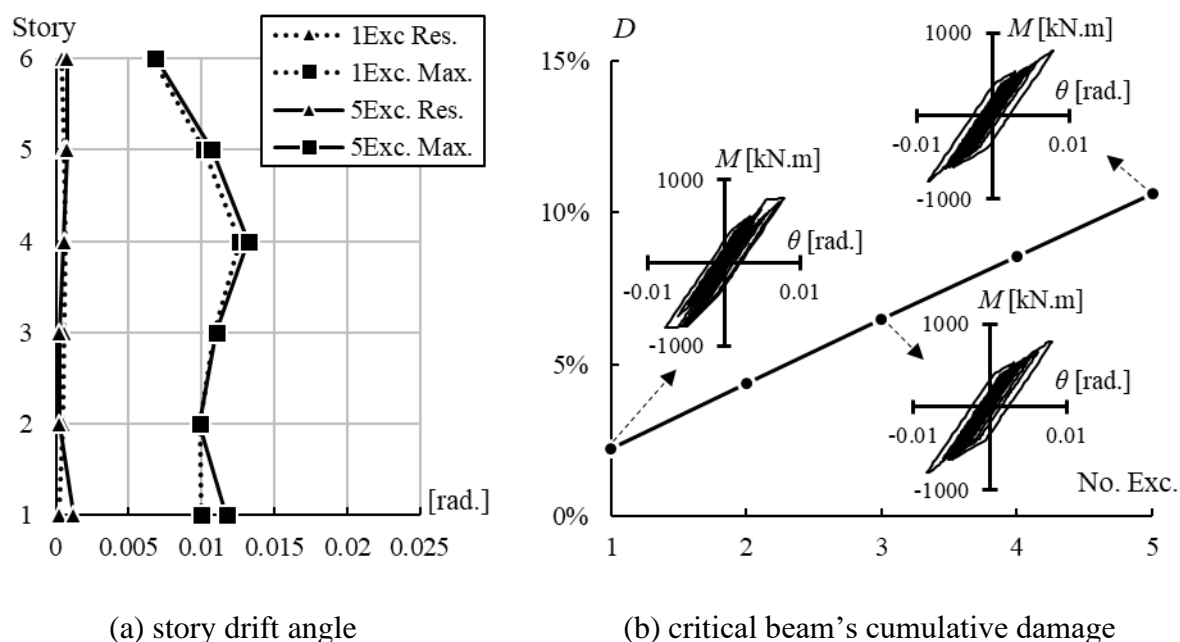 Story
6
5
4
3
2
1
0
0.005
0.01
0.015
0.02
0.025
[rad.]
1Exc Res.
1Exc. Max.
5Exc. Res.
5Exc. Max.
(a) story drift angle
D
15%
10%
5%
0%
1
2
3
4
5
No. Exc.
M [kN.m]
1000
θ [rad.]
-0.01
0.01
-1000
M [kN.m]
1000
θ [rad.]
-0.01
0.01
-1000
M [kN.m]
1000
θ [rad.]
-0.01
0.01
-1000
(b) critical beam's cumulative damage